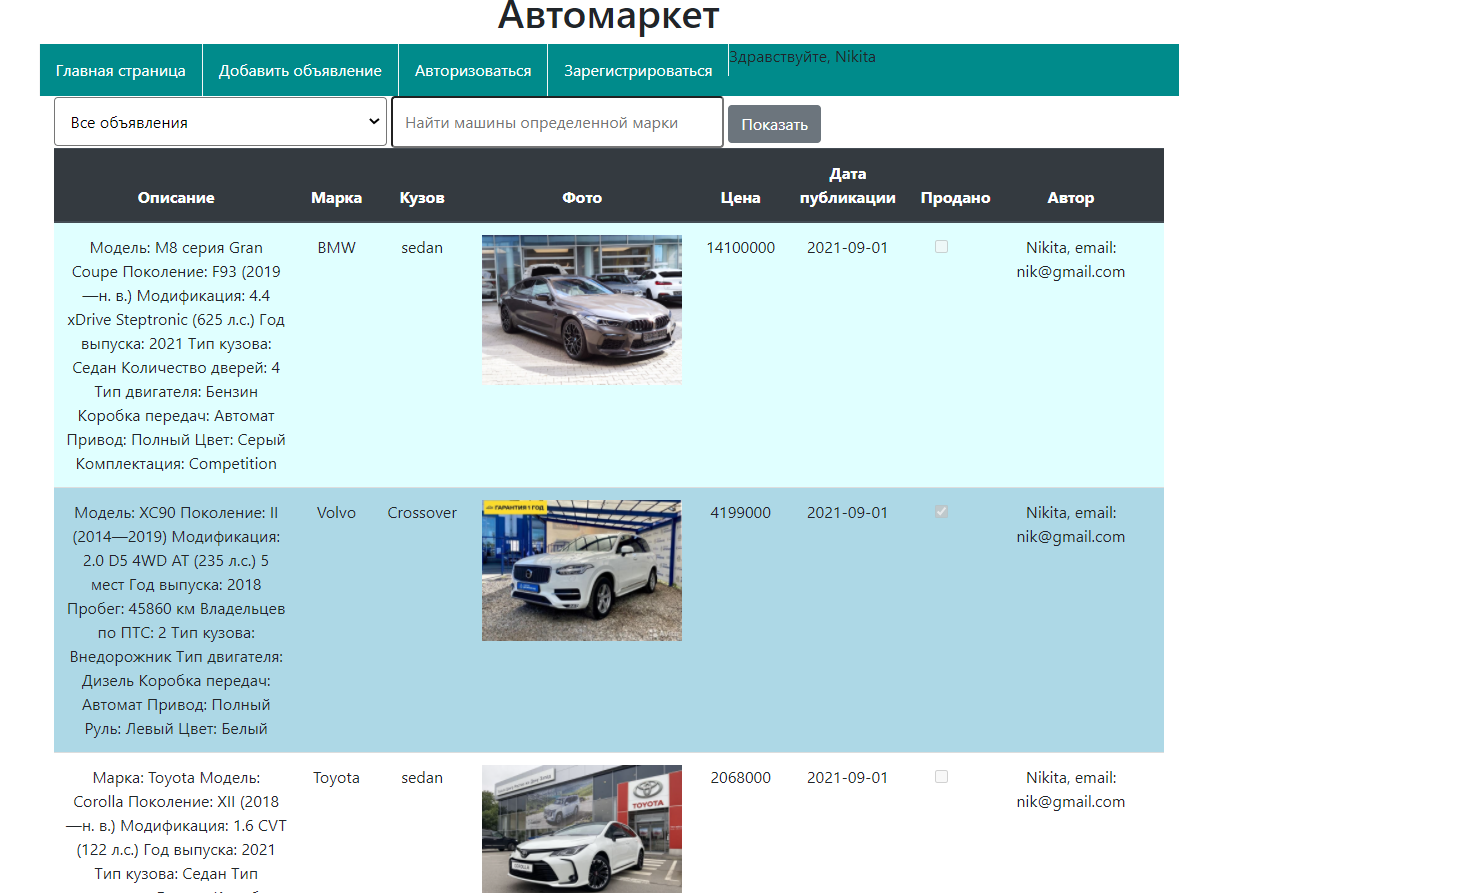 Автомаркет
Главная страница
Добавить объявление
Авторизоваться
Зарегистрироваться
Здравствуйте, Nikita
Все объявления
Найти машины определенной марки
Показать
Описание
Марка
Кузов
Фото
Цена
Дата
публикации
Продано
Автор
Модель: M8 серия Gran
Coupe Поколение: F93 (2019
—н. в.) Модификация: 4.4
xDrive Steptronic (625 л.с.) Год
выпуска: 2021 Тип кузова:
Седан Количество дверей: 4
Тип двигателя: Бензин
Коробка передач: Автомат
Привод: Полный Цвет: Серый
Комплектация: Competition
BMW
sedan
14100000
2021-09-01
Nikita, email:
nik@gmail.com
Модель: XC90 Поколение: II
(2014—2019) Модификация:
2.0 D5 4WD AT (235 л.с.) 5
мест Год выпуска: 2018
Пробег: 45860 км Владельцев
по ПТС: 2 Тип кузова:
Внедорожник Тип двигателя:
Дизель Коробка передач:
Автомат Привод: Полный
Руль: Левый Цвет: Белый
Volvo
Crossover
ГАРАНТИЯ 1 ГОД
4199000
2021-09-01
Nikita, email:
nik@gmail.com
Марка: Toyota Модель:
Corolla Поколение: XII (2018
—н. в.) Модификация: 1.6 CVT
(122 л.с.) Год выпуска: 2021
Тип кузова: Седан Тип
Toyota
sedan
TOYOTA
COROLLA
2068000
2021-09-01
Nikita, email:
nik@gmail.com